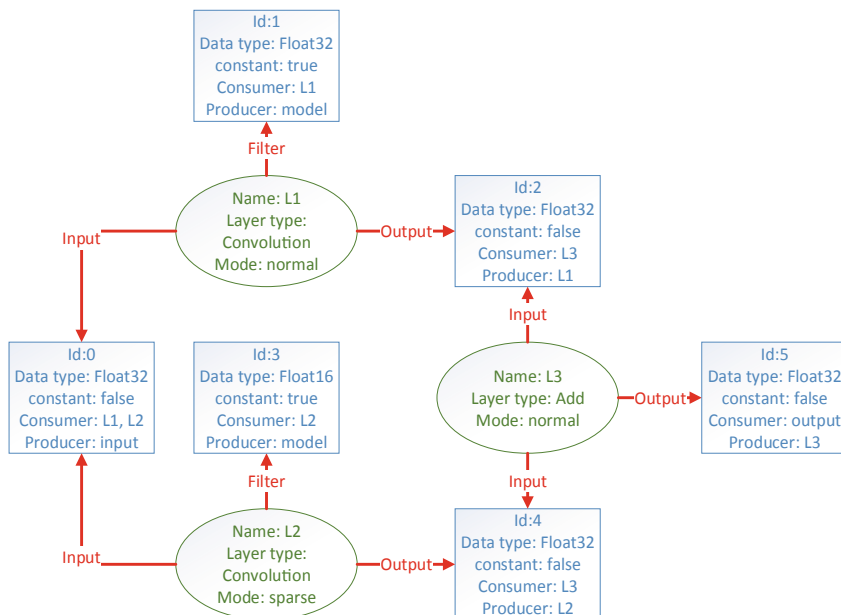 Id:1
Data type: Float32
constant: true
Consumer: L1
Producer: model
Filter
Name: L1
Layer type:
Convolution
Mode: normal
Input
Output
Id:2
Data type: Float32
constant: false
Consumer: L3
Producer: L1
Input
Id:0
Data type: Float32
constant: false
Consumer: L1, L2
Producer: input
Id:3
Data type: Float16
constant: true
Consumer: L2
Producer: model
Name: L3
Layer type: Add
Mode: normal
Output
Id:5
Data type: Float32
constant: false
Consumer: output
Producer: L3
Filter
Input
Name: L2
Layer type:
Convolution
Mode: sparse
Input
Output
Id:4
Data type: Float32
constant: false
Consumer: L3
Producer: L2